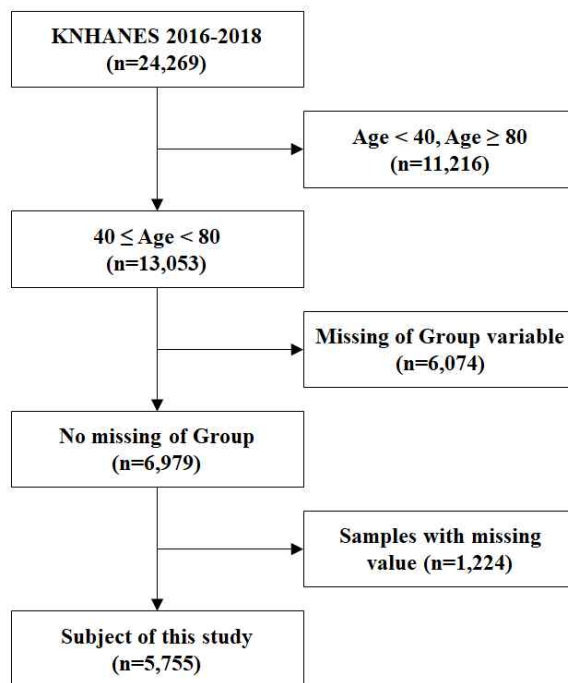 KNHANES 2016-2018
(n=24,269)
Age < 40, Age ≥ 80
(n=11,216)
40 ≤ Age < 80
(n=13,053)
Missing of Group variable
(n=6,074)
No missing of Group
(n=6,979)
Samples with missing
value (n=1,224)
Subject of this study
(n=5,755)